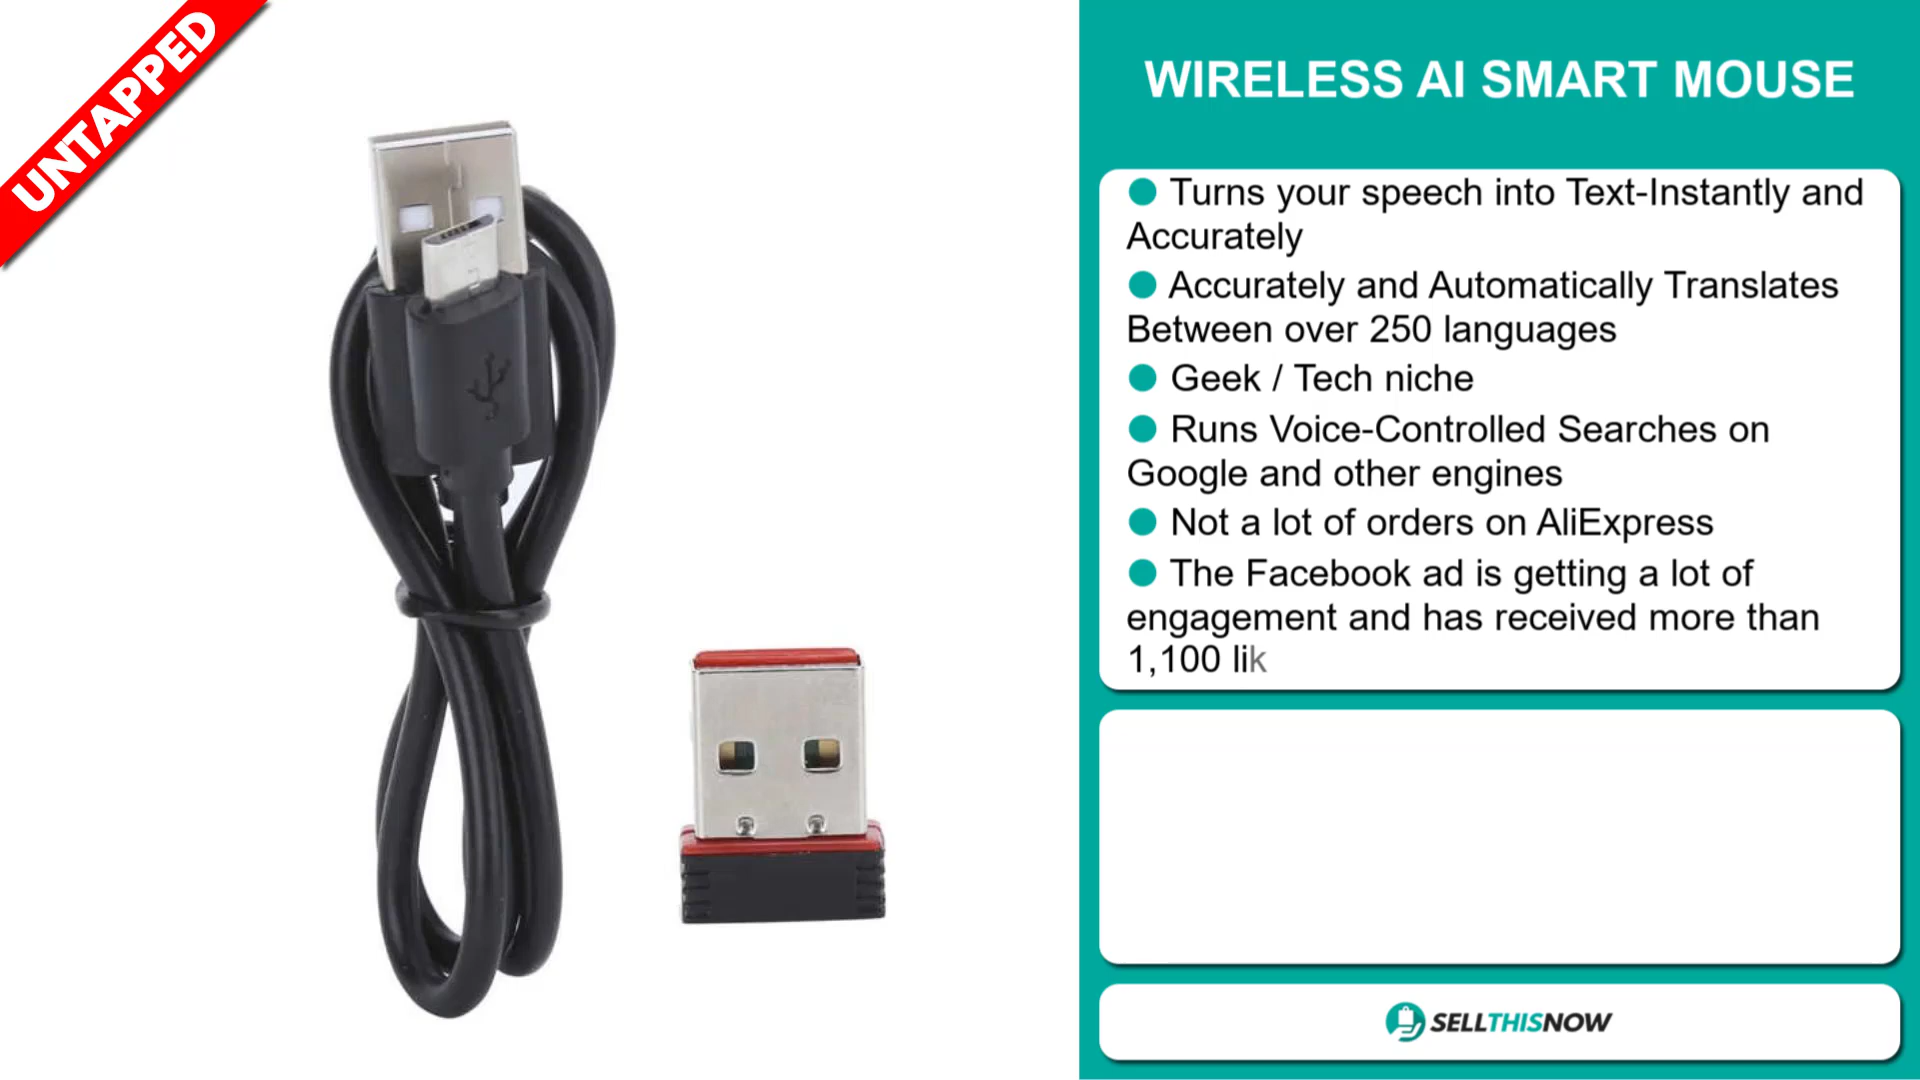 UNTAPPED
WIRELESS AI SMART MOUSE
● Turns your speech into Text-Instantly and
Accurately
● Accurately and Automatically Translates
Between over 250 languages
● Geek / Tech niche
● Runs Voice-Controlled Searches on
Google and other engines
● Not a lot of orders on AliExpress
● The Facebook ad is getting a lot of
engagement and has received more than
1,100 lik
SELLTHISNOW